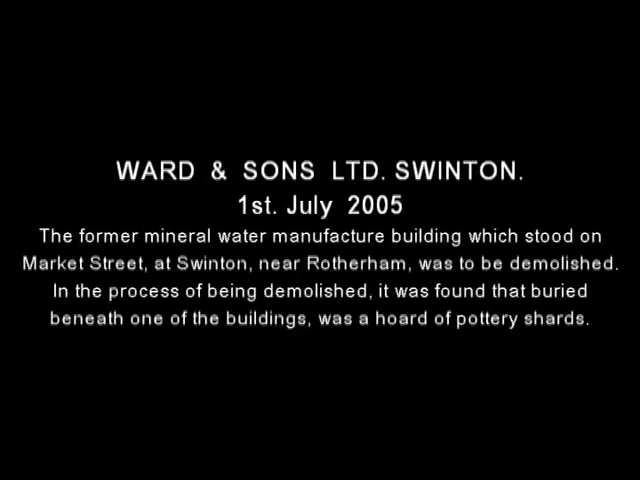 WARD & SONS LTD. SWINTON.
1st. July 2005
The former mineral water manufacture building which stood on
Market Street, at Swinton, near Rotherham, was to be demolished.
In the process of being demolished, it was found that buried
beneath one of the buildings, was a hoard of pottery shards.